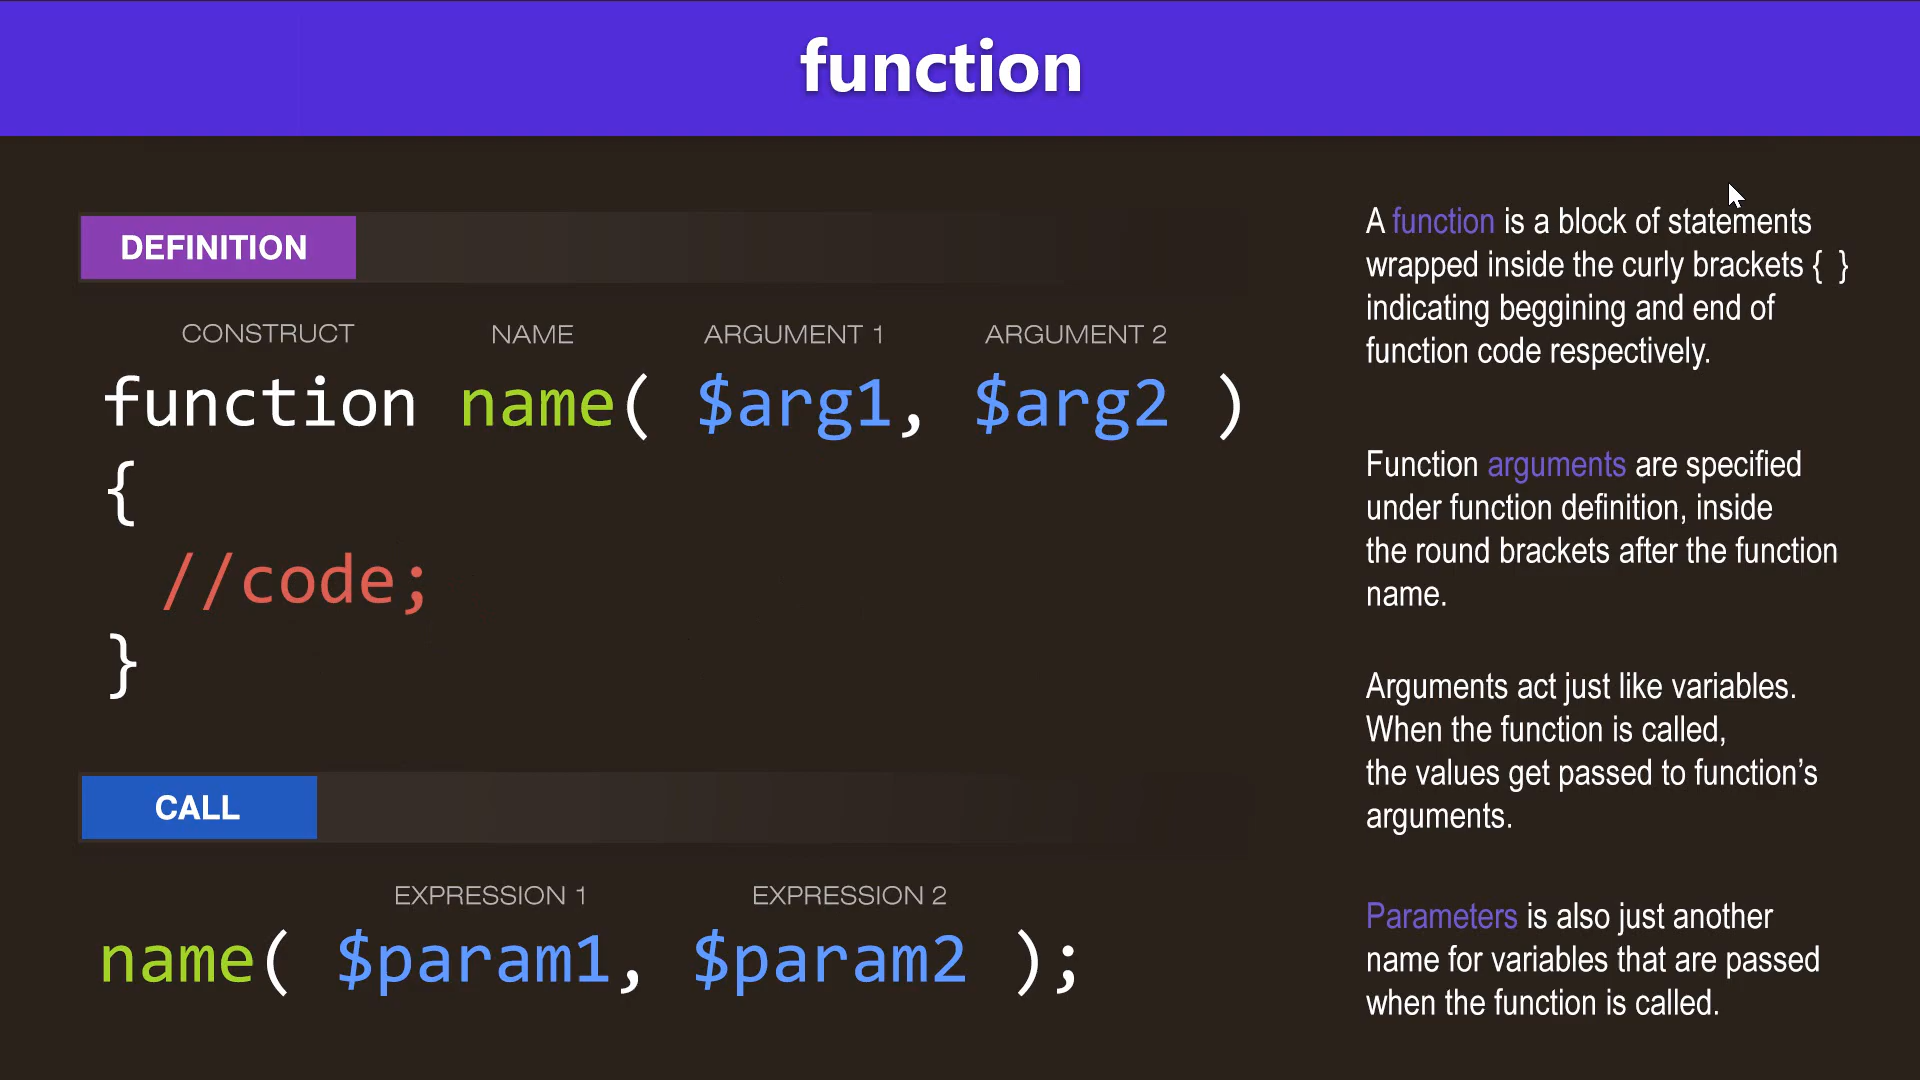 function
DEFINITION
CONSTRUCT NAME ARGUMENT 1 ARGUMENT 2
function name( $arg1, $arg2 )
{
//code;
}
CALL
EXPRESSION 1 EXPRESSION 2
name( $param1, $param2 );
A function is a block of statements
wrapped inside the curly brackets { }
indicating beggining and end of
function code respectively.
Function arguments are specified
under function definition, inside
the round brackets after the function
name.
Arguments act just like variables.
When the function is called,
the values get passed to function’s
arguments.
Parameters is also just another
name for variables that are passed
when the function is called.